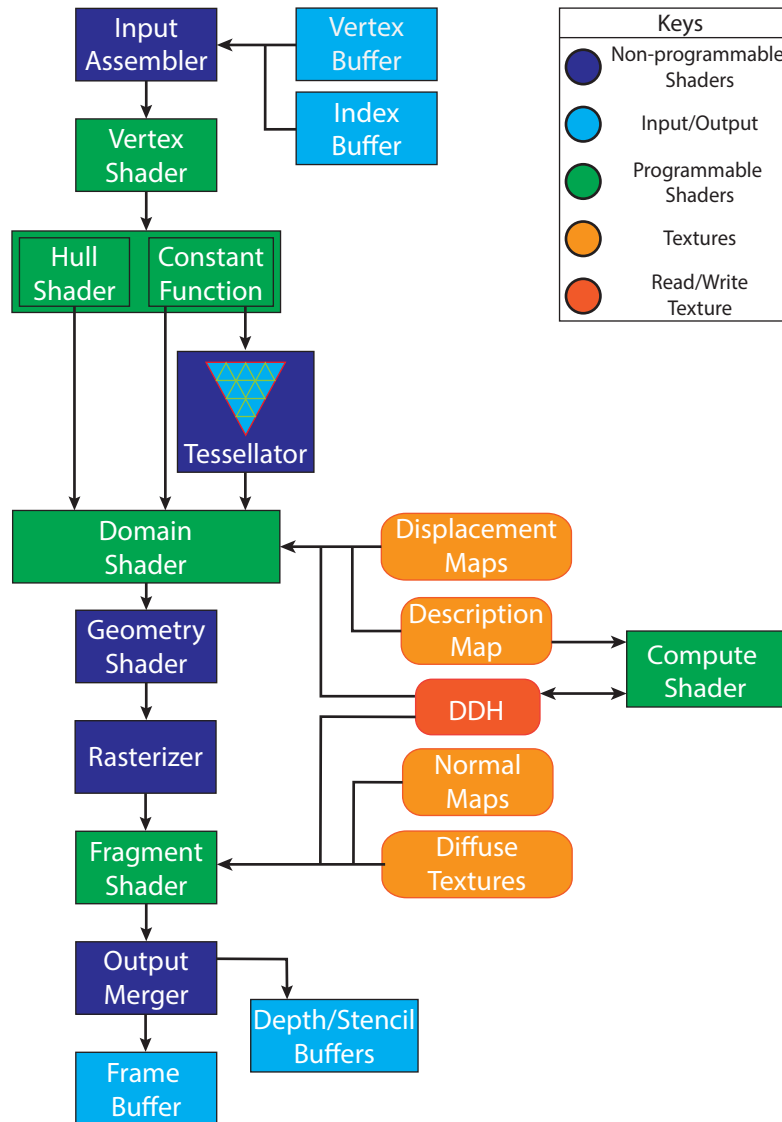 Input
Assembler
Vertex
Buffer
Index
Buffer
Vertex
Shader
Hull
Shader
Constant
Function
Tessellator
Domain
Shader
Displacement
Maps
Description
Map
Compute
Shader
Geometry
Shader
DDH
Rasterizer
Normal
Maps
Fragment
Shader
Diffuse
Textures
Output
Merger
Depth/Stencil
Buffers
Frame
Buffer
Keys
Non-programmable
Shaders
Input/Output
Programmable
Shaders
Textures
Read/Write
Texture